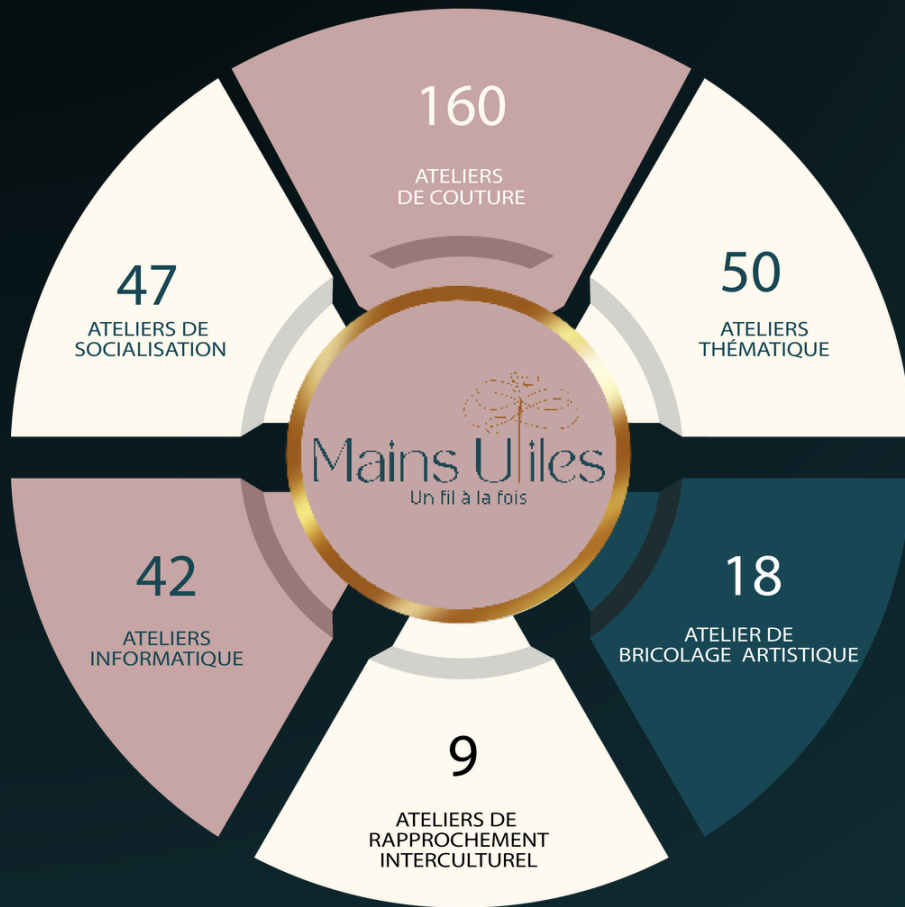 160
ATELIERS
DE COUTURE
47
ATELIERS DE
SOCIALISATION
50
ATELIERS
THÉMATIQUE
Mains Utiles
Un fil à la fois
42
ATELIERS
INFORMATIQUE
18
ATELIER DE
BRICOLAGE ARTISTIQUE
9
ATELIERS DE
RAPPROCHEMENT
INTERCULTUREL